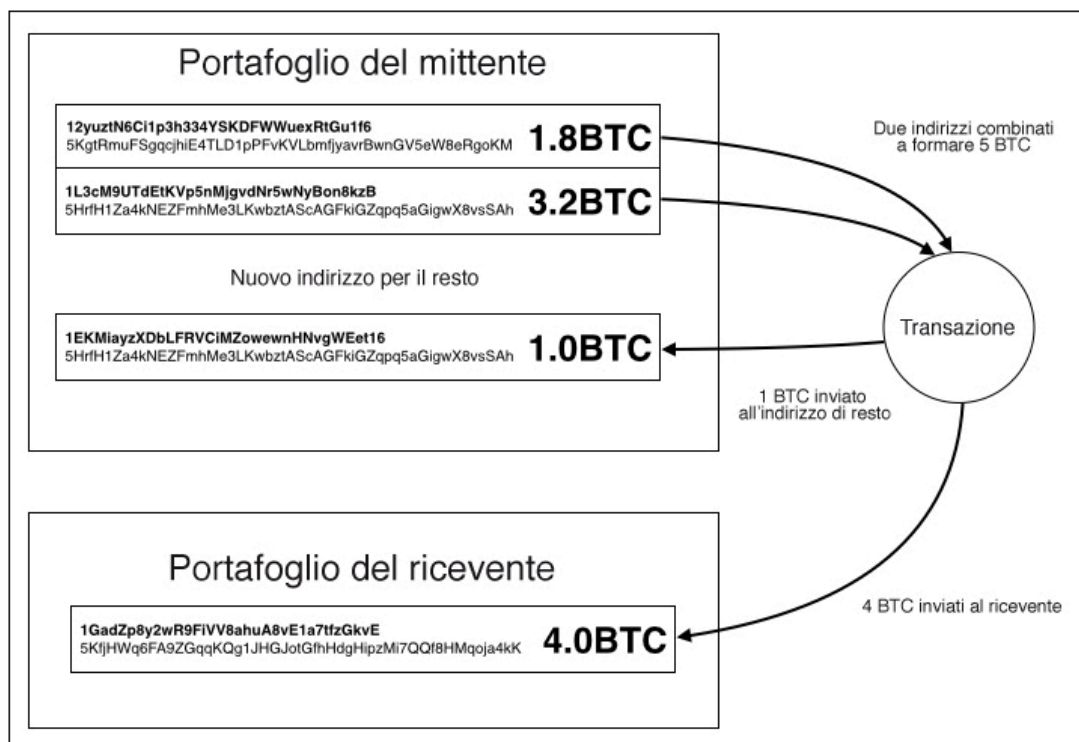 Portafoglio del mittente
12yuztN6Ci1p3h334YSKDFWWuexRtGu1f6
5KgtRmuFSgqcjhiE4TLD1pPFvKVLbmfjyavrBwnGV5eW8eRgoKM
1.8BTC
1L3cM9UTdEtKVp5nMjgvdNr5wNyBon8kzB
5HrfH1Za4kNEZFmhMe3LKwbztAScAGFkiGZqpq5aGigwX8vsSAh
3.2BTC
Due indirizzi combinati
a formare 5 BTC
Nuovo indirizzo per il resto
1EKMiayzXDbLFRVCiMZowewnHNvgWEet16
5HrfH1Za4kNEZFmhMe3LKwbztAScAGFkiGZqpq5aGigwX8vsSAh
1.0BTC
Transazione
1 BTC inviato
all'indirizzo di resto
Portafoglio del ricevente
1GadZp8y2wR9FiVV8ahuA8vE1a7tfzGkvE
5KfjHWq6FA9ZGqqKQg1JHGJotGfhHdgHipzMi7QQf8HMqoja4kK
4.0BTC
4 BTC inviati al ricevente